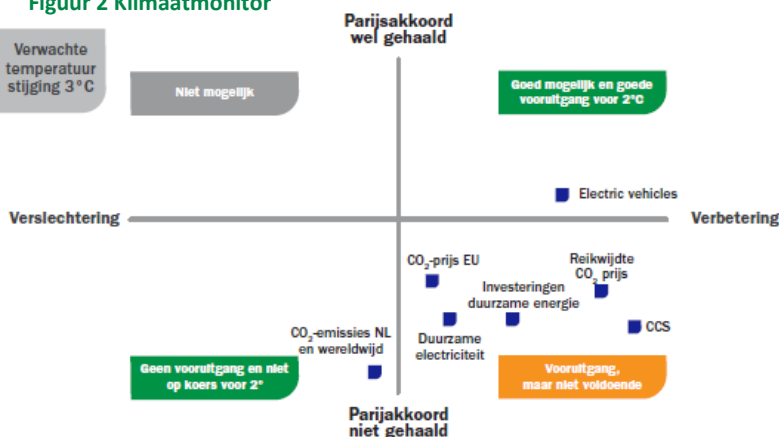 Figuur 2 Klimaatmonitor
Parijsakkoord
wel gehaald
Verwachte
temperatuur
stijging 3°C
Niet mogelijk
Goed mogelijk en goede
vooruitgang voor 2°C
Electric vehicles
Verslechtering
Verbetering
CO₂-prijs EU
Reikwijdte
CO₂ prijs
Investeringen
duurzame energie
CCS
Duurzame
electriciteit
CO₂-emissies NL
en wereldwijd
Geen vooruitgang en niet
op koers voor 2°
Vooruitgang,
maar niet voldoende
Parijakkoord
niet gehaald